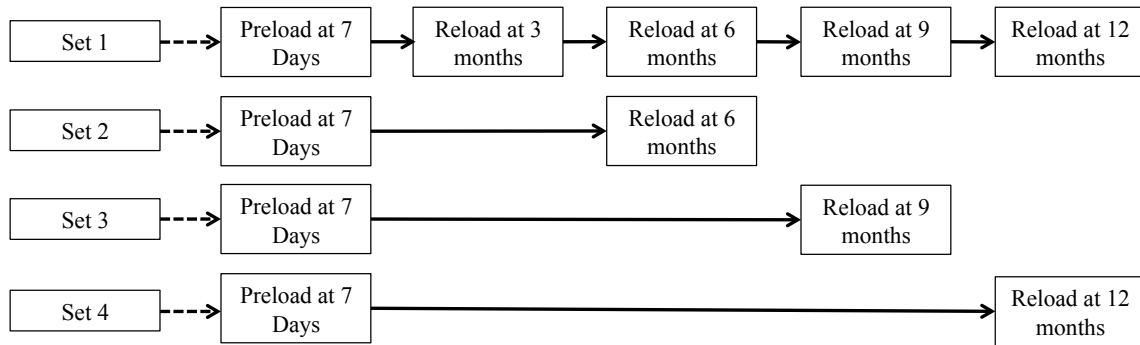 Set 1
Preload at 7
Days
Reload at 3
months
Reload at 6
months
Reload at 9
months
Reload at 12
months
Set 2
Preload at 7
Days
Reload at 6
months
Set 3
Preload at 7
Days
Reload at 9
months
Set 4
Preload at 7
Days
Reload at 12
months